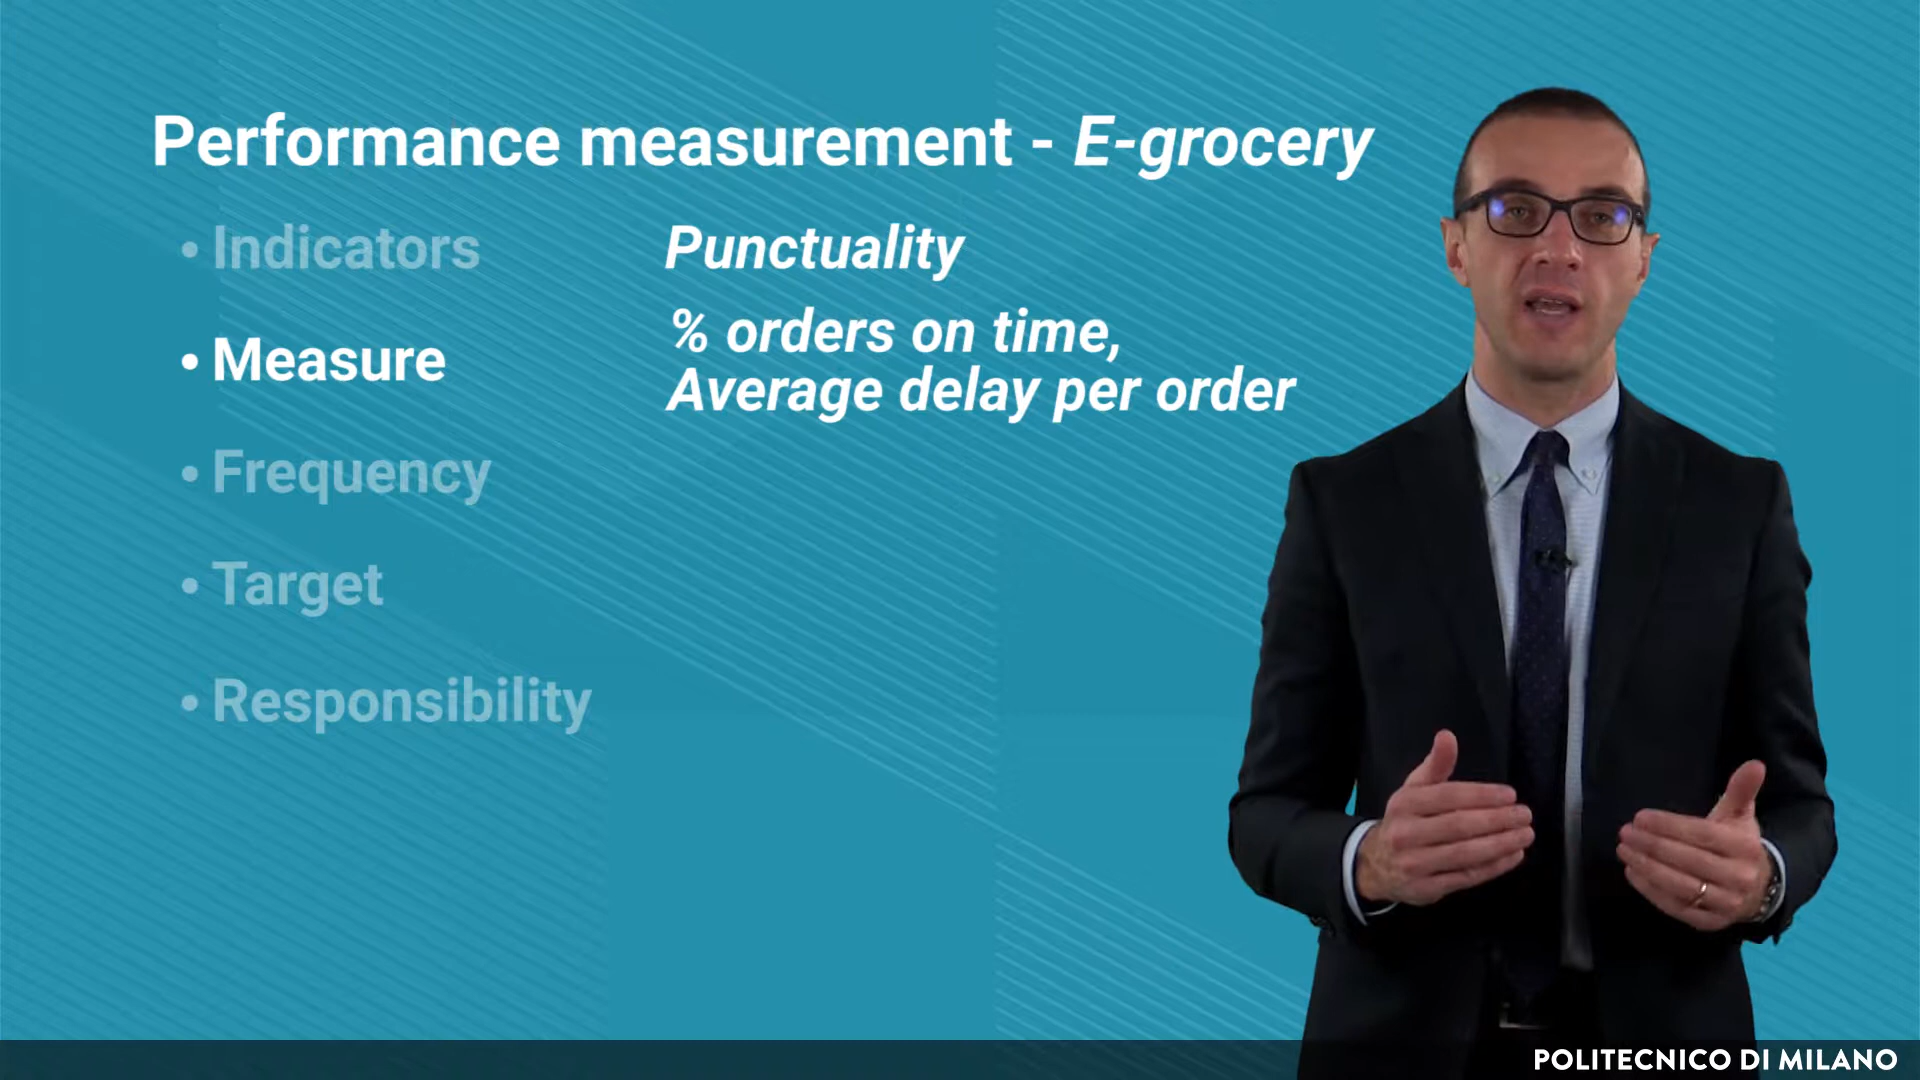 Performance measurement - E-grocery
• Indicators
Punctuality
• Measure
% orders on time,
Average delay per order
• Frequency
• Target
• Responsibility
POLITECNICO DI MILANO